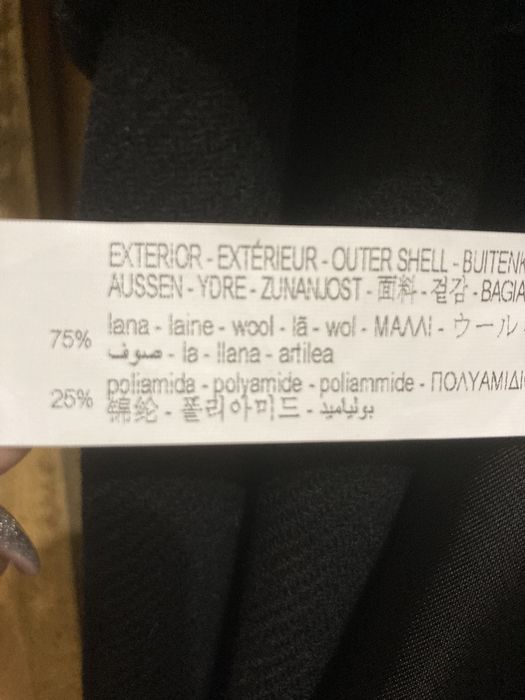 EXTERIOR - EXTÉRIEUR - OUTER SHELL - BUITENK
AUSSEN - YDRE - ZUNANJOST - 面料 - 겉감 - BAGIA
75% lana - laine - wool - lã - wol - ΜΑΛΛΙ - ウール -
صوف - la - llana - artilea
25% poliamida - polyamide - poliammide - ΠΟΛΥΑΜΙΔΙ
锦纶 - 폴리아미드 - بولياميد